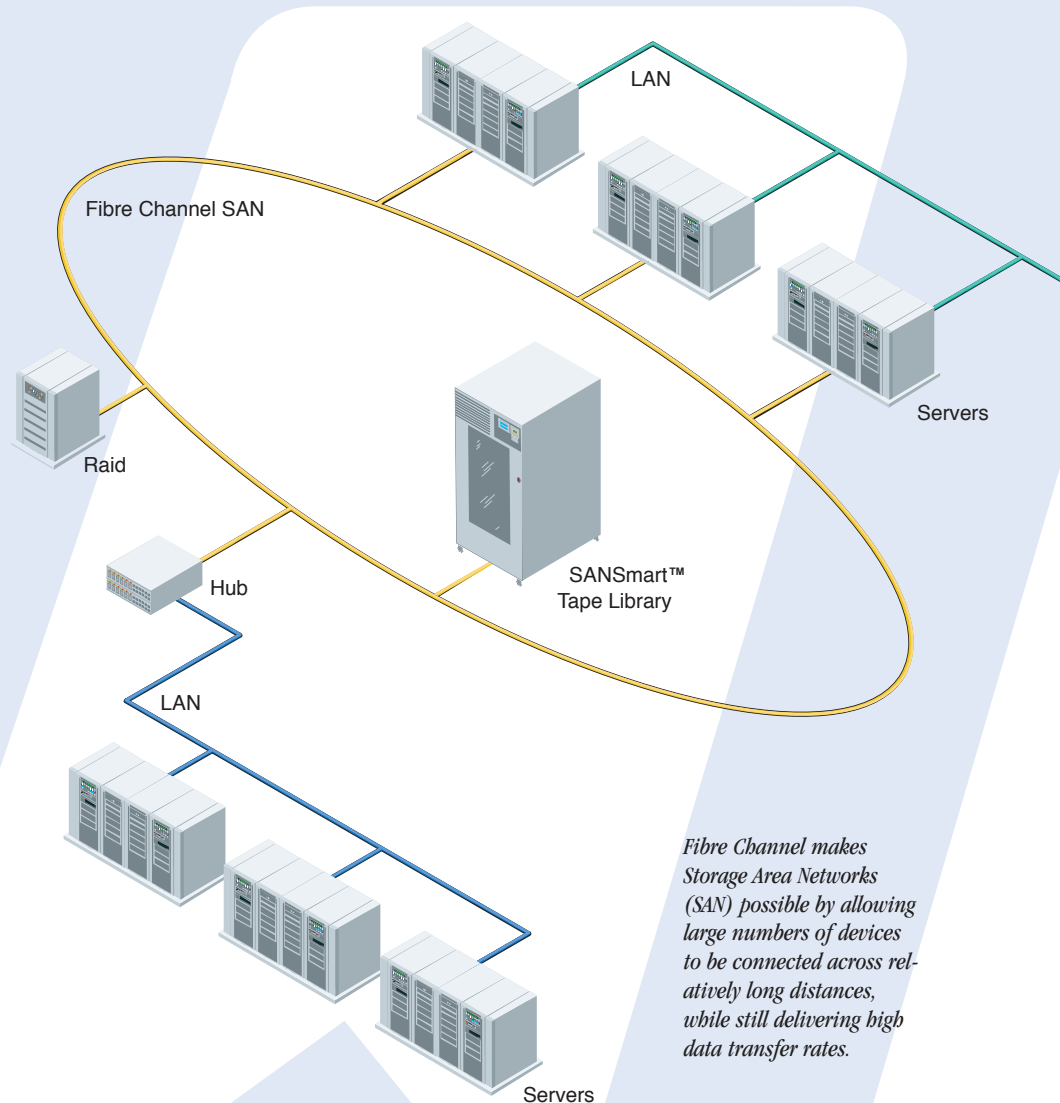 LAN
Fibre Channel SAN
Servers
Raid
SANSmart™
Tape Library
Hub
LAN
Fibre Channel makes
Storage Area Networks
(SAN) possible by allowing
large numbers of devices
to be connected across rel-
atively long distances,
while still delivering high
data transfer rates.
Servers